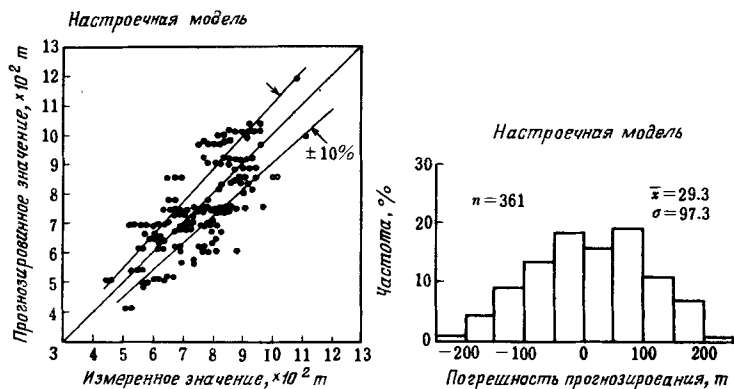 Настроечная модель
Прогнозированное значение, ×10² т
13
12
11
10
9
8
7
6
5
4
3
±10%
4 5 6 7 8 9 10 11 12 13
Измеренное значение, ×10² т
Настроечная модель
Частота, %
30
20
10
0
n=361
x̅=29.3
σ=97.3
−200 −100 0 100 200
Погрешность прогнозирования, т